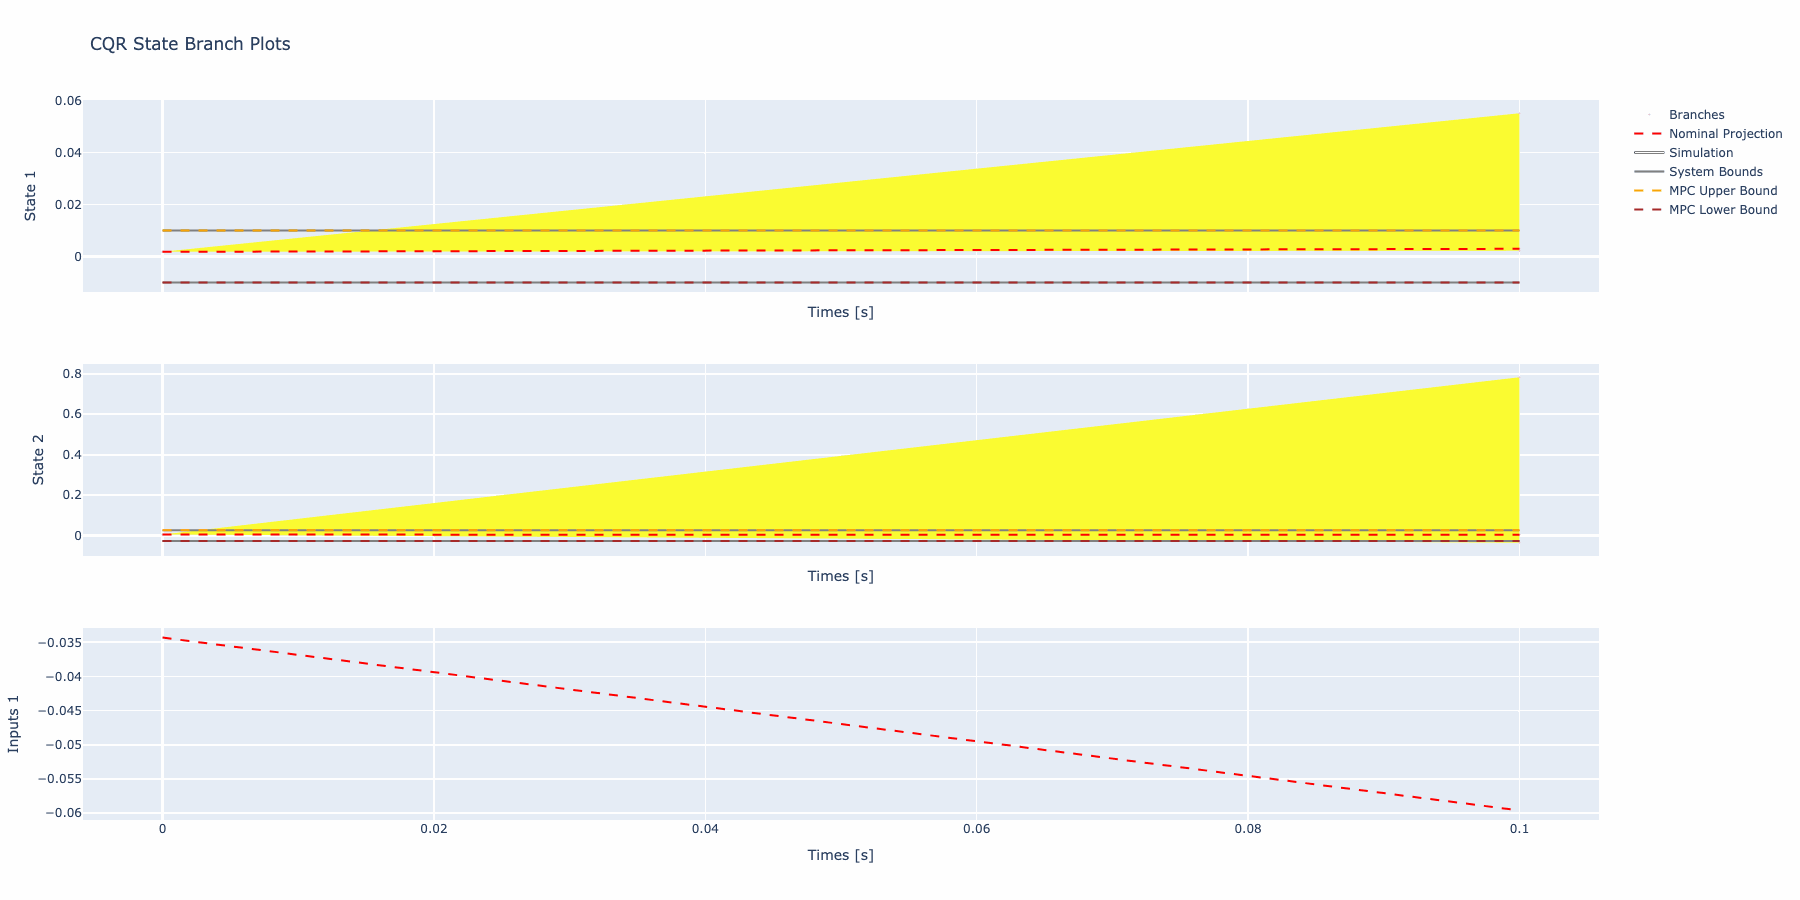 CQR State Branch Plots
0.06
0.04
0.02
0
State 1
Times [s]
Branches
Nominal Projection
Simulation
System Bounds
MPC Upper Bound
MPC Lower Bound
0.8
0.6
0.4
0.2
0
State 2
Times [s]
−0.035
−0.04
−0.045
−0.05
−0.055
−0.06
Inputs 1
0 0.02 0.04 0.06 0.08 0.1
Times [s]